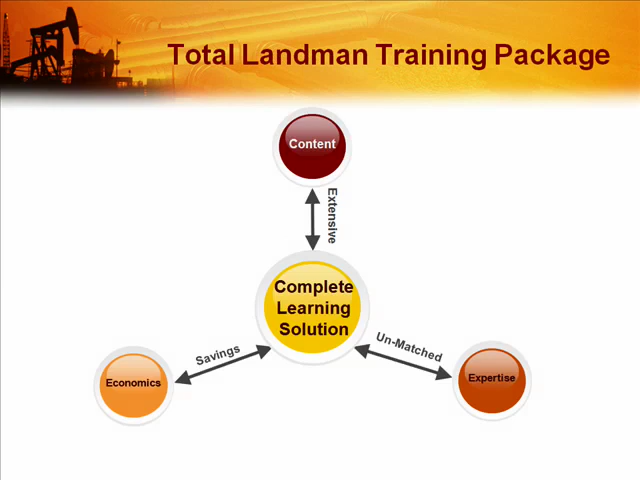 Total Landman Training Package
Content
Extensive
Complete
Learning
Solution
Savings
Un-Matched
Economics
Expertise